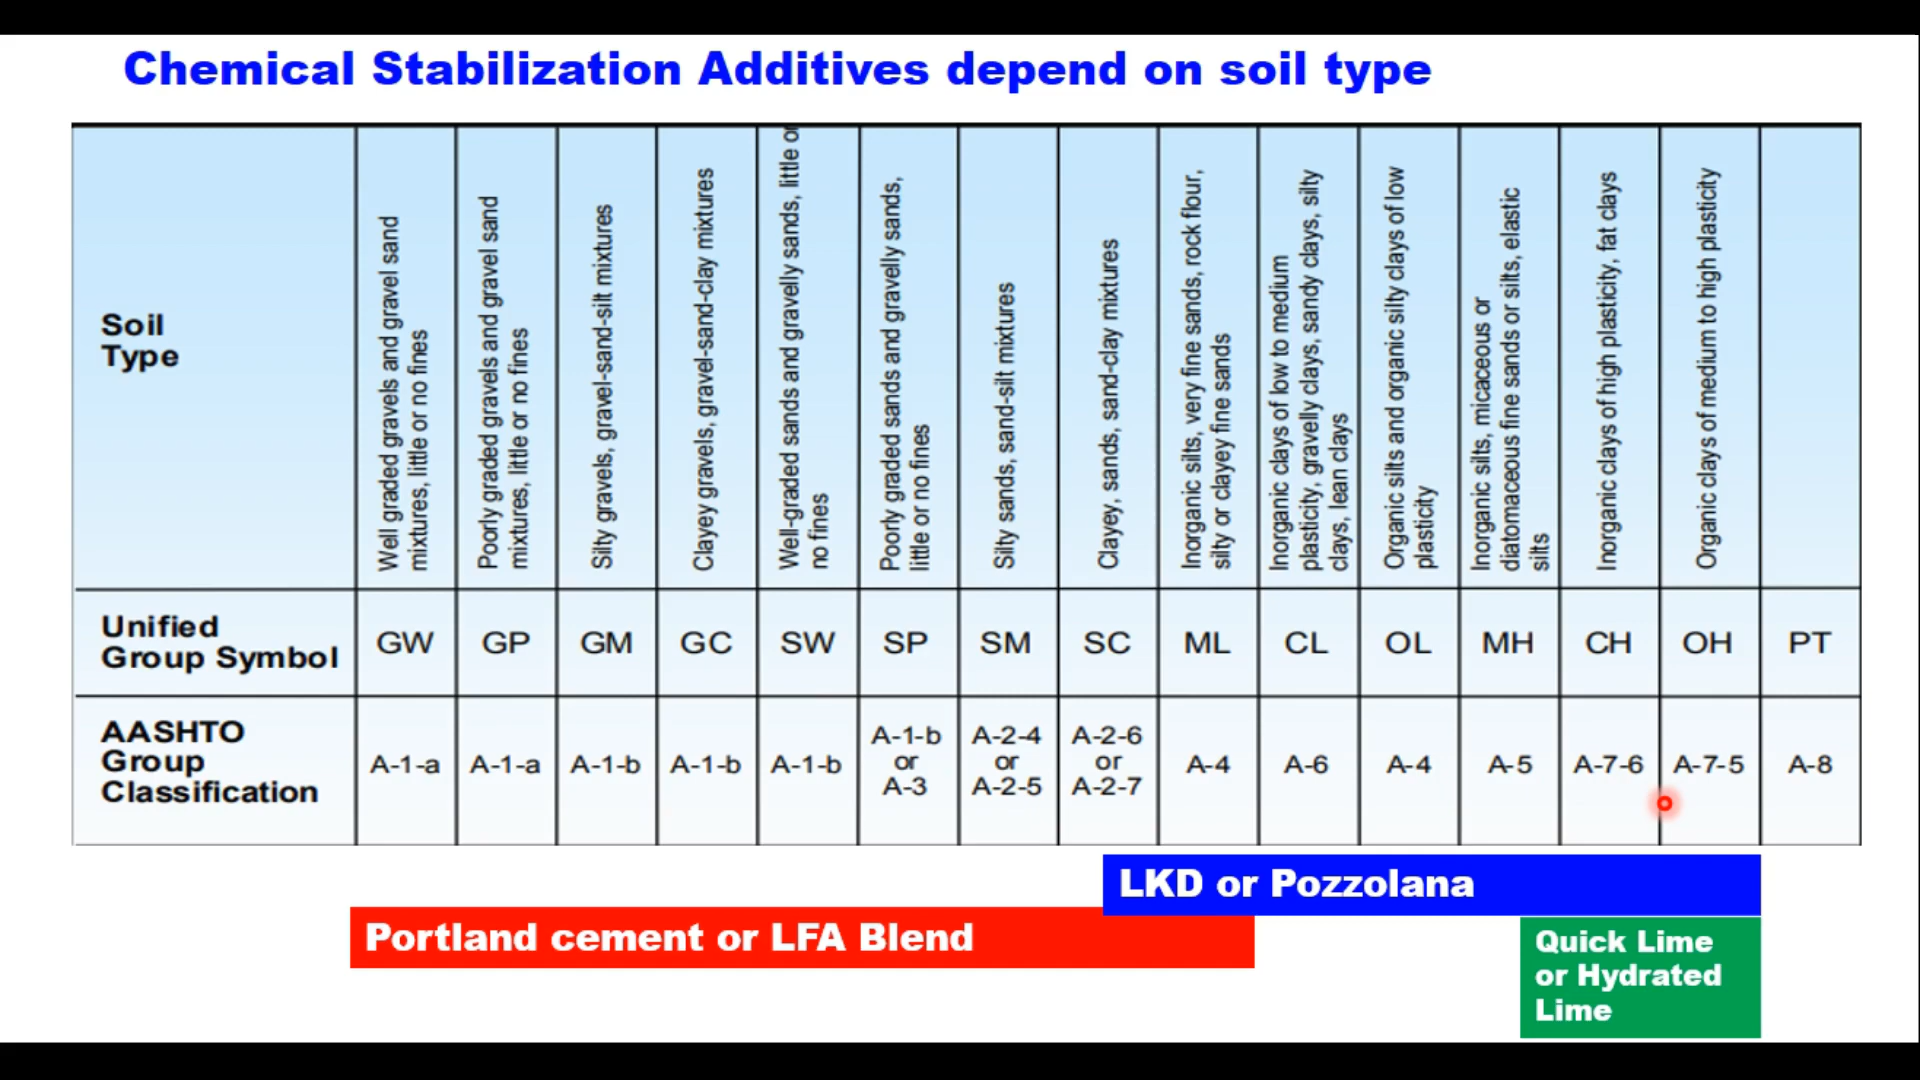 Chemical Stabilization Additives depend on soil type
Soil
Type
Well graded gravels and gravel sand
mixtures, little or no fines
Poorly graded gravels and gravel sand
mixtures, little or no fines
Silty gravels, gravel-sand-silt mixtures
Clayey gravels, gravel-sand-clay mixtures
Well-graded sands and gravelly sands, little or
no fines
Poorly graded sands and gravelly sands,
little or no fines
Silty sands, sand-silt mixtures
Clayey, sands, sand-clay mixtures
Inorganic silts, very fine sands, rock flour,
silty or clayey fine sands
Inorganic clays of low to medium
plasticity, gravelly clays, sandy clays, silty
clays, lean clays
Organic silts and organic silty clays of low
plasticity
Inorganic silts, micaceous or
diatomaceous fine sands or silts, elastic
silts
Inorganic clays of high plasticity, fat clays
Organic clays of medium to high plasticity
Unified
Group Symbol
GW GP GM GC SW SP SM SC ML CL OL MH CH OH PT
AASHTO
Group
Classification
A-1-a A-1-a A-1-b A-1-b A-1-b
A-1-b
or
A-3
A-2-4
or
A-2-5
A-2-6
or
A-2-7
A-4 A-6 A-4 A-5 A-7-6 A-7-5 A-8
LKD or Pozzolana
Portland cement or LFA Blend
Quick Lime
or Hydrated
Lime